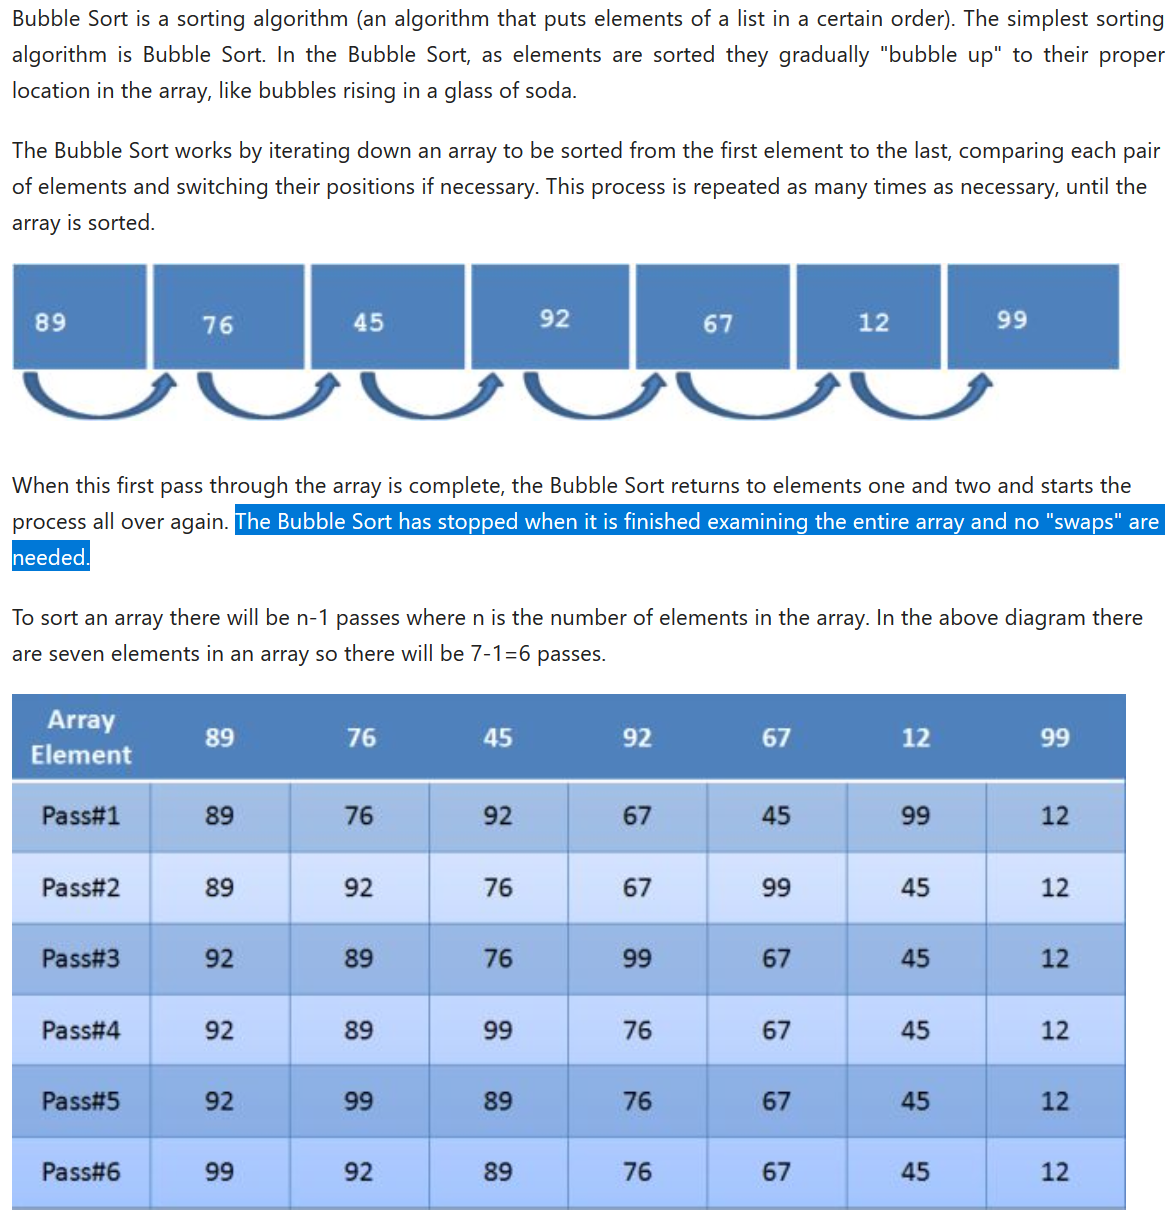 Bubble Sort is a sorting algorithm (an algorithm that puts elements of a list in a certain order). The simplest sorting
algorithm is Bubble Sort. In the Bubble Sort, as elements are sorted they gradually "bubble up" to their proper
location in the array, like bubbles rising in a glass of soda.
The Bubble Sort works by iterating down an array to be sorted from the first element to the last, comparing each pair
of elements and switching their positions if necessary. This process is repeated as many times as necessary, until the
array is sorted.
89 76 45 92 67 12 99
When this first pass through the array is complete, the Bubble Sort returns to elements one and two and starts the
process all over again. The Bubble Sort has stopped when it is finished examining the entire array and no "swaps" are
needed.
To sort an array there will be n-1 passes where n is the number of elements in the array. In the above diagram there
are seven elements in an array so there will be 7-1=6 passes.
Array
Element 89 76 45 92 67 12 99
Pass#1 89 76 92 67 45 99 12
Pass#2 89 92 76 67 99 45 12
Pass#3 92 89 76 99 67 45 12
Pass#4 92 89 99 76 67 45 12
Pass#5 92 99 89 76 67 45 12
Pass#6 99 92 89 76 67 45 12